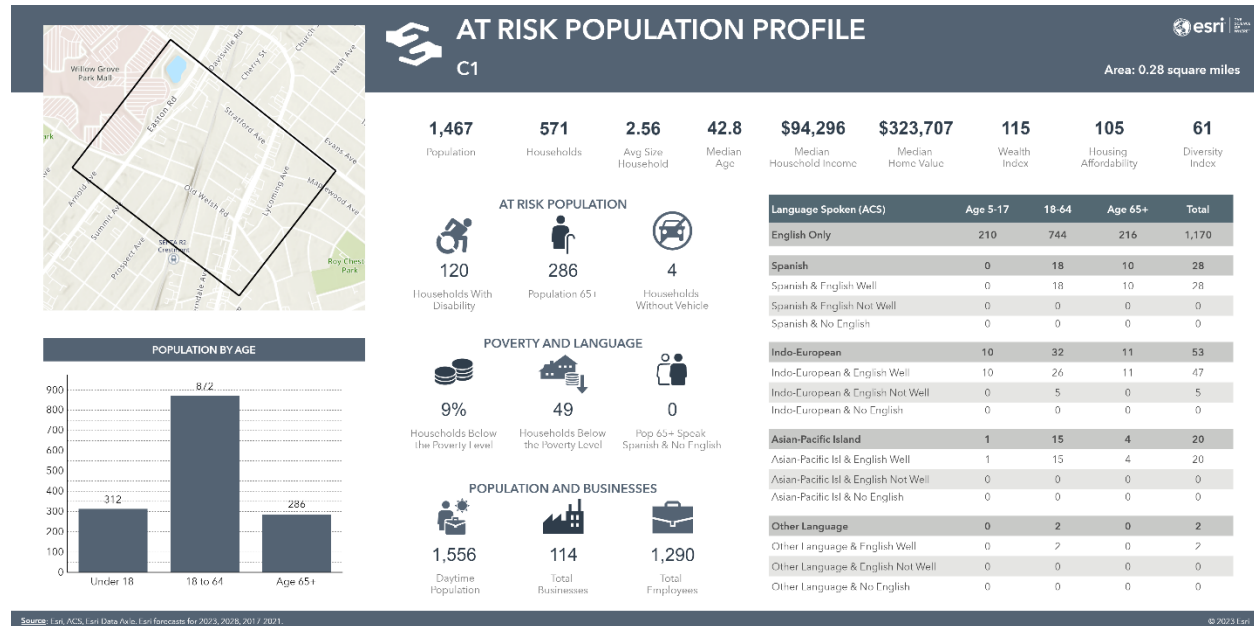 AT RISK POPULATION PROFILE
C1
esri
THE SCIENCE OF WHERE
Area: 0.28 square miles
Willow Grove Park Mall
Davisville Rd
Cherry St
Church
Nash Ave
Easton Rd
Stratford Ave
Evans Ave
Maplewood Ave
Arnold Ave
Old Welsh Rd
Lycoming Ave
Summit Ave
Prospect Ave
SEPTA R2
Crestmont
Roy Chest
Park
1,467 571 2.56 42.8 $94,296 $323,707 115 105 61
Population Households Avg Size Household Median Age Median Household Income Median Home Value Wealth Index Housing Affordability Diversity Index
AT RISK POPULATION
120 286 4
Households With Disability Population 65+ Households Without Vehicle
POVERTY AND LANGUAGE
9% 49 0
Households Below the Poverty Level Households Below the Poverty Level Pop 65+ Speak Spanish & No English
POPULATION AND BUSINESSES
1,556 114 1,290
Daytime Population Total Businesses Total Employees
POPULATION BY AGE
900
800
700
600
500
400
300
200
100
0
312 872 286
Under 18 18 to 64 Age 65+
Language Spoken (ACS) Age 5-17 18-64 Age 65+ Total
English Only 210 744 216 1,170
Spanish 0 18 10 28
Spanish & English Well 0 18 10 28
Spanish & English Not Well 0 0 0 0
Spanish & No English 0 0 0 0
Indo-European 10 32 11 53
Indo-European & English Well 10 26 11 47
Indo-European & English Not Well 0 5 0 5
Indo-European & No English 0 0 0 0
Asian-Pacific Island 1 15 4 20
Asian-Pacific Isl & English Well 1 15 4 20
Asian-Pacific Isl & English Not Well 0 0 0 0
Asian-Pacific Isl & No English 0 0 0 0
Other Language 0 2 0 2
Other Language & English Well 0 2 0 2
Other Language & English Not Well 0 0 0 0
Other Language & No English 0 0 0 0
Source: Esri, ACS, Esri-Data Axle. Esri forecasts for 2023, 2028, 2017-2021.
© 2023 Esri